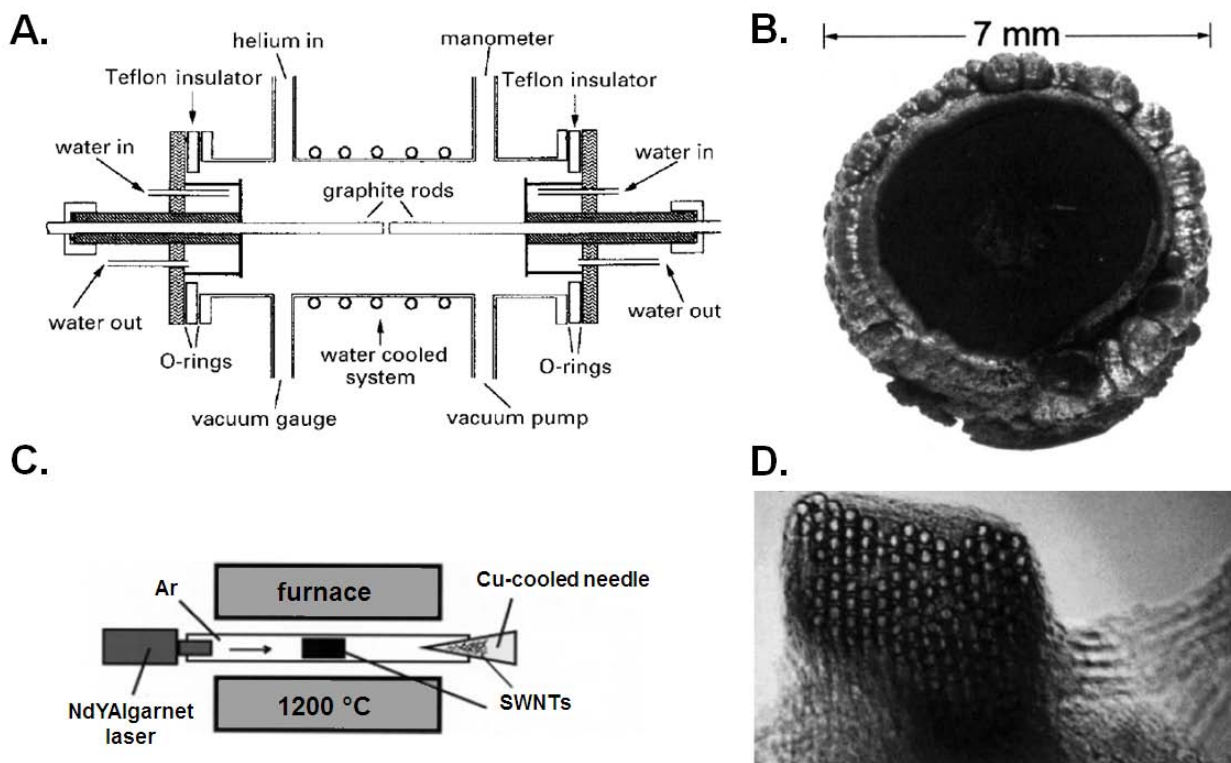 A.
helium in
manometer
Teflon insulator
Teflon insulator
water in
water in
graphite rods
water out
water out
O-rings
water cooled
system
O-rings
vacuum gauge
vacuum pump
B.
7 mm
C.
Ar
furnace
Cu-cooled needle
1200 °C
SWNTs
NdYAlgarnet
laser
D.